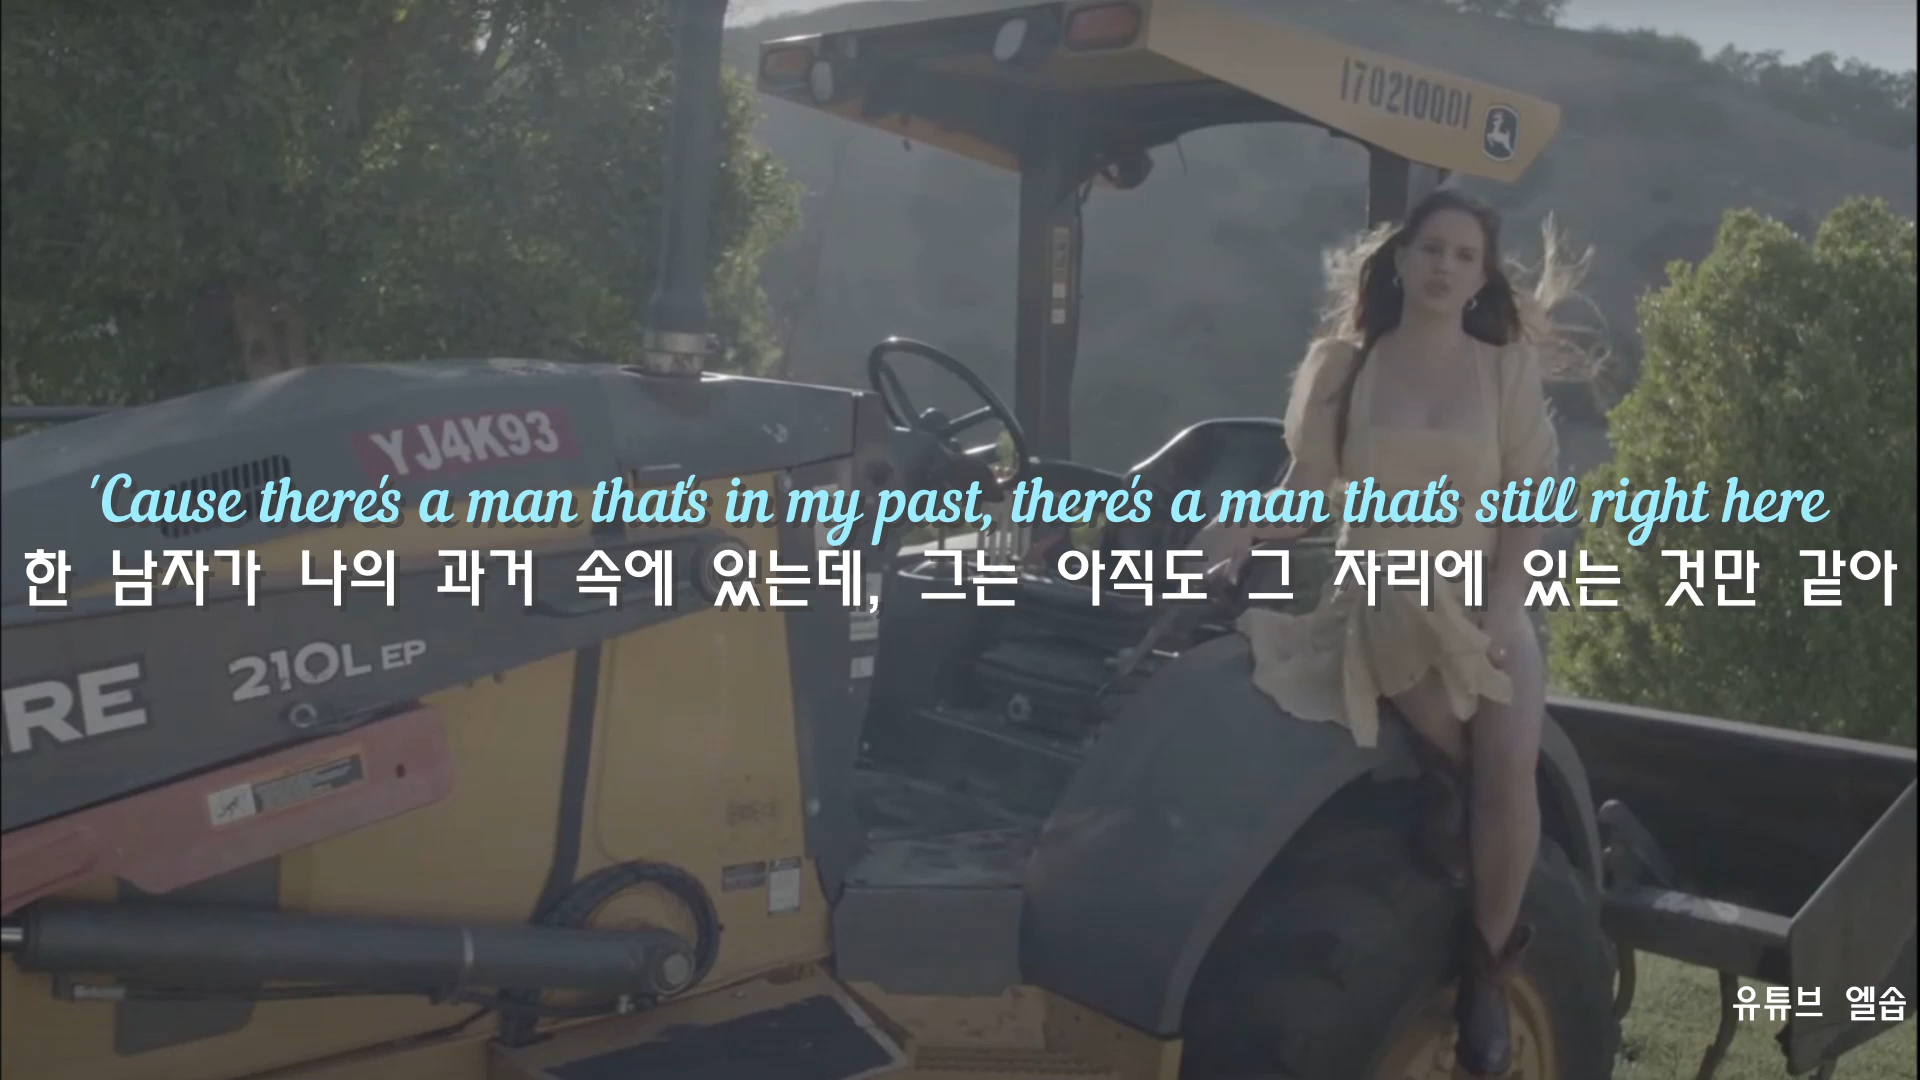 170210001
YJ4K93
'Cause there's a man that's in my past, there's a man that's still right here
한 남자가 나의 과거 속에 있는데, 그는 아직도 그 자리에 있는 것만 같아
RE 210L EP
유튜브 엘솝